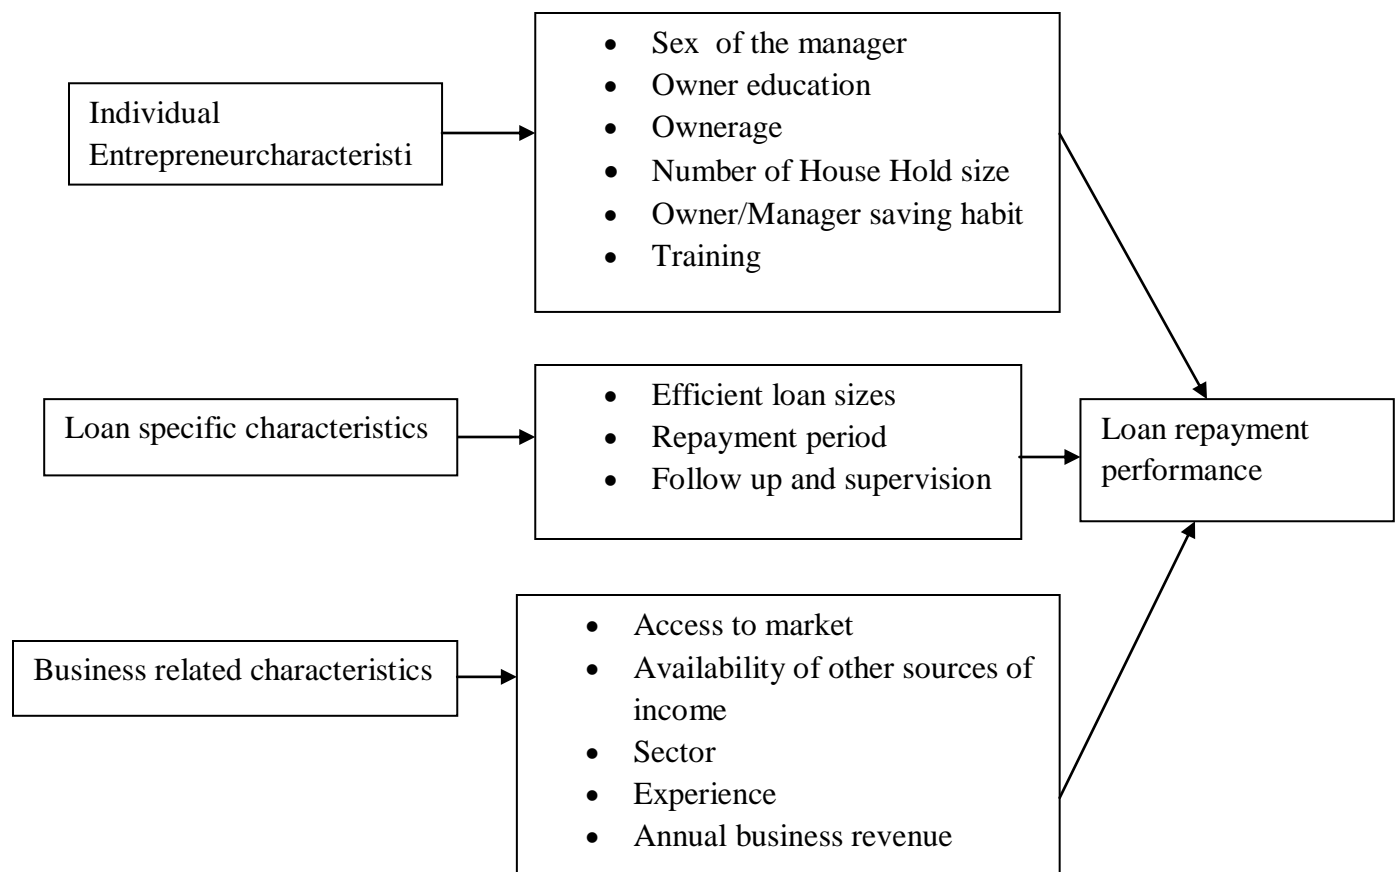 Individual
Entrepreneurcharacteristi
• Sex of the manager
• Owner education
• Ownerage
• Number of House Hold size
• Owner/Manager saving habit
• Training
Loan specific characteristics
• Efficient loan sizes
• Repayment period
• Follow up and supervision
Loan repayment
performance
Business related characteristics
• Access to market
• Availability of other sources of
income
• Sector
• Experience
• Annual business revenue